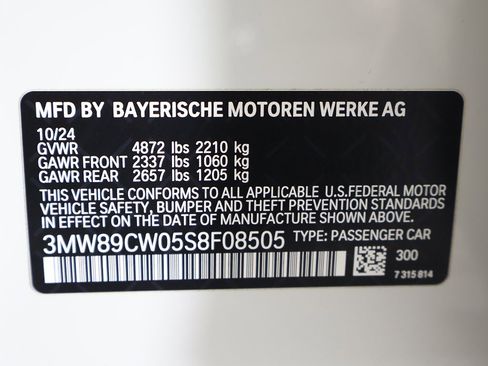 MFD BY BAYERISCHE MOTOREN WERKE AG
10/24
GVWR 4872 lbs 2210 kg
GAWR FRONT 2337 lbs 1060 kg
GAWR REAR 2657 lbs 1205 kg
THIS VEHICLE CONFORMS TO ALL APPLICABLE U.S.FEDERAL MOTOR
VEHICLE SAFETY, BUMPER AND THEFT PREVENTION STANDARDS
IN EFFECT ON THE DATE OF MANUFACTURE SHOWN ABOVE.
3MW89CW05S8F08505 TYPE: PASSENGER CAR
300
7 315 814